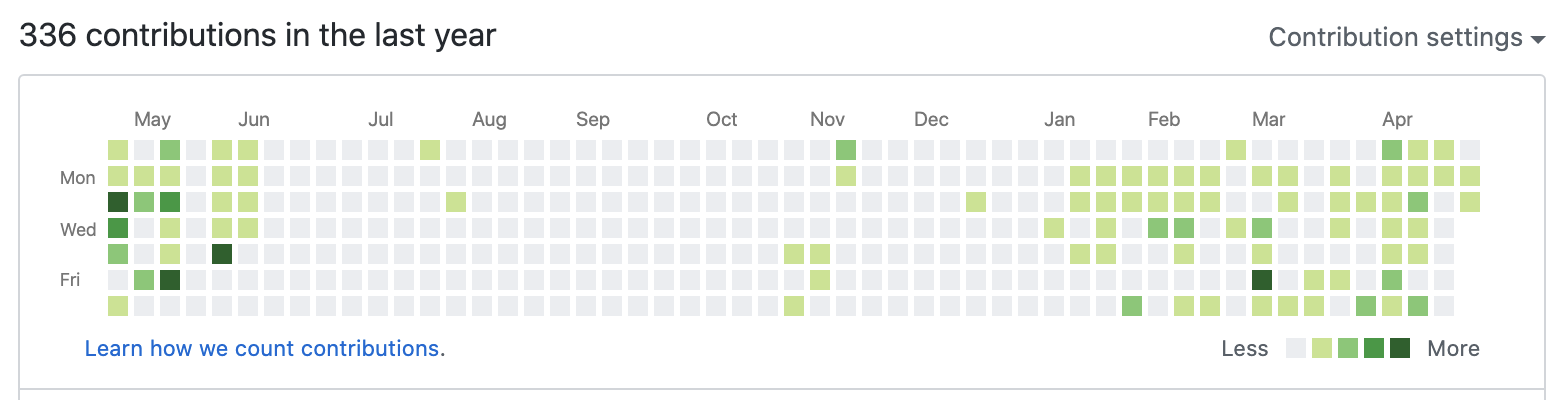 336 contributions in the last year
Contribution settings
May Jun Jul Aug Sep Oct Nov Dec Jan Feb Mar Apr
Mon
Wed
Fri
Learn how we count contributions.
Less More